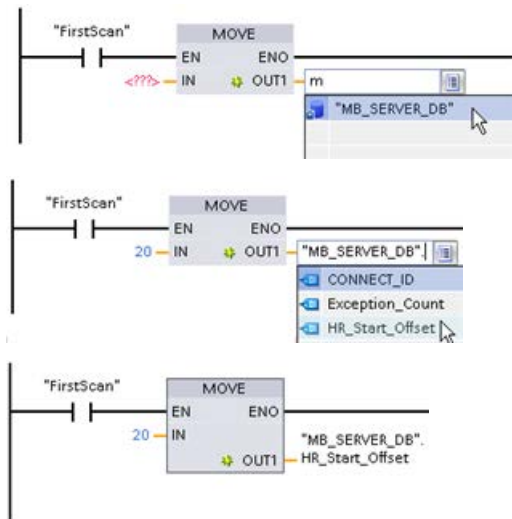 "FirstScan"
MOVE
EN ENO
<???> IN OUT1 m
"MB_SERVER_DB"
"FirstScan"
MOVE
EN ENO
20 IN OUT1 "MB_SERVER_DB".
CONNECT_ID
Exception_Count
HR_Start_Offset
"FirstScan"
MOVE
EN ENO
20 IN
"MB_SERVER_DB".
OUT1 HR_Start_Offset